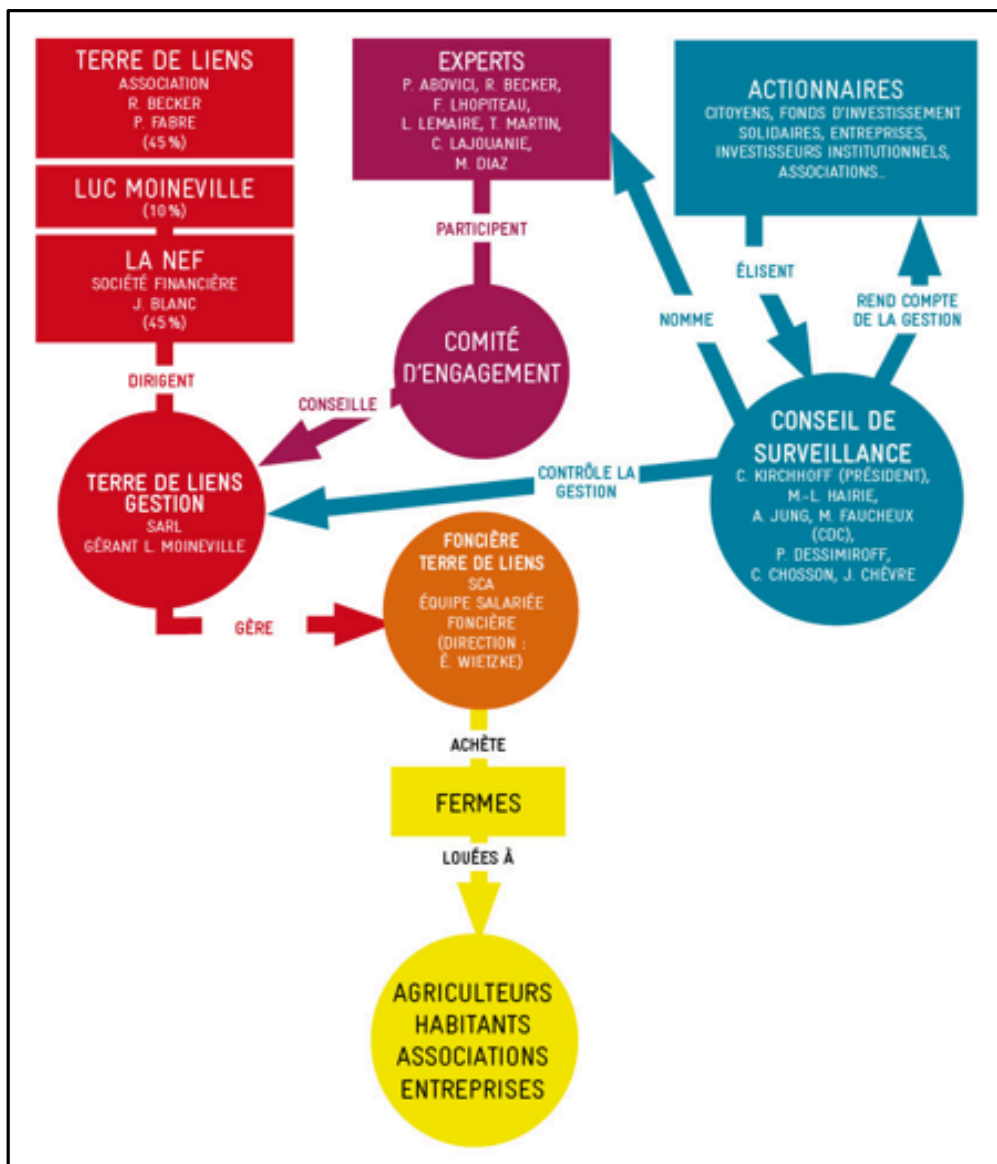 TERRE DE LIENS
ASSOCIATION
R. BECKER
P. FABRE
(45%)
LUC MOINEVILLE
(10%)
LA NEF
SOCIÉTÉ FINANCIÈRE
J. BLANC
(45%)
DIRIGENT
TERRE DE LIENS
GESTION
SARL
GÉRANT L. MOINEVILLE
GÈRE
EXPERTS
P. ABOVICI, R. BECKER,
F. LHOPITEAU,
L. LEMAIRE, T. MARTIN,
C. LAJOUANIE,
M. DIAZ
PARTICIPENT
COMITÉ
D'ENGAGEMENT
CONSEILLE
ACTIONNAIRES
CITOYENS, FONDS D'INVESTISSEMENT
SOLIDAIRES, ENTREPRISES,
INVESTISSEURS INSTITUTIONNELS,
ASSOCIATIONS...
ÉLISENT
NOMME
REND COMPTE
DE LA GESTION
CONSEIL DE
SURVEILLANCE
C. KIRCHHOFF (PRÉSIDENT),
M.-L. HAIRIE,
A. JUNG, M. FAUCHEUX
(CDC),
P. DESSIMIROFF,
C. CHOSSON, J. CHÈVRE
CONTRÔLE LA
GESTION
FONCIÈRE
TERRE DE LIENS
SCA
ÉQUIPE SALARIÉE
FONCIÈRE
(DIRECTION :
É. WIETZKE)
ACHÈTE
FERMES
LOUÉES À
AGRICULTEURS
HABITANTS
ASSOCIATIONS
ENTREPRISES